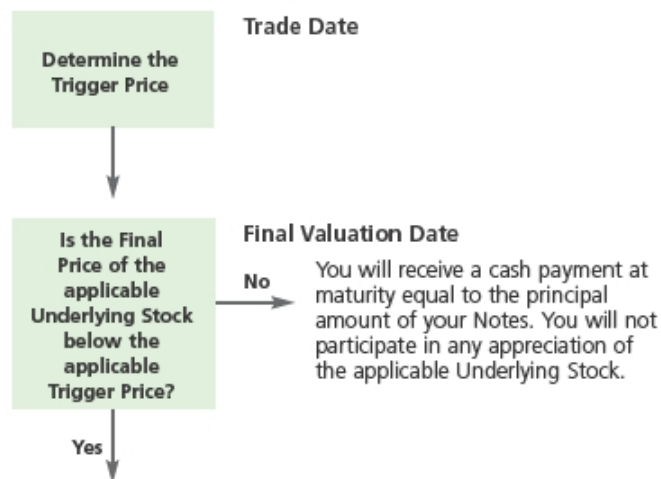 Trade Date
Determine the
Trigger Price
Final Valuation Date
Is the Final
Price of the
applicable
Underlying Stock
below the
applicable
Trigger Price?
No
You will receive a cash payment at
maturity equal to the principal
amount of your Notes. You will not
participate in any appreciation of
the applicable Underlying Stock.
Yes